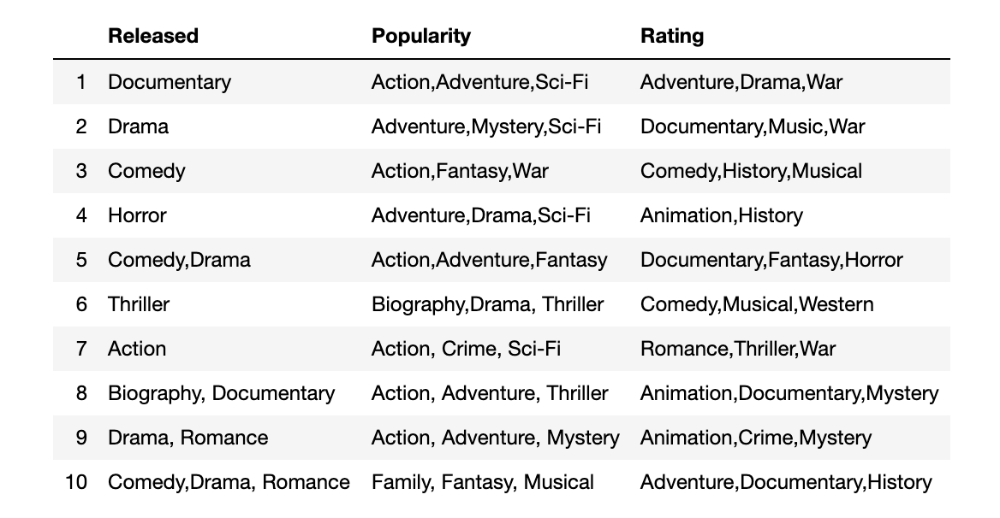 Released Popularity Rating
1 Documentary Action,Adventure,Sci-Fi Adventure,Drama,War
2 Drama Adventure,Mystery,Sci-Fi Documentary,Music,War
3 Comedy Action,Fantasy,War Comedy,History,Musical
4 Horror Adventure,Drama,Sci-Fi Animation,History
5 Comedy,Drama Action,Adventure,Fantasy Documentary,Fantasy,Horror
6 Thriller Biography,Drama, Thriller Comedy,Musical,Western
7 Action Action, Crime, Sci-Fi Romance,Thriller,War
8 Biography, Documentary Action, Adventure, Thriller Animation,Documentary,Mystery
9 Drama, Romance Action, Adventure, Mystery Animation,Crime,Mystery
10 Comedy,Drama, Romance Family, Fantasy, Musical Adventure,Documentary,History